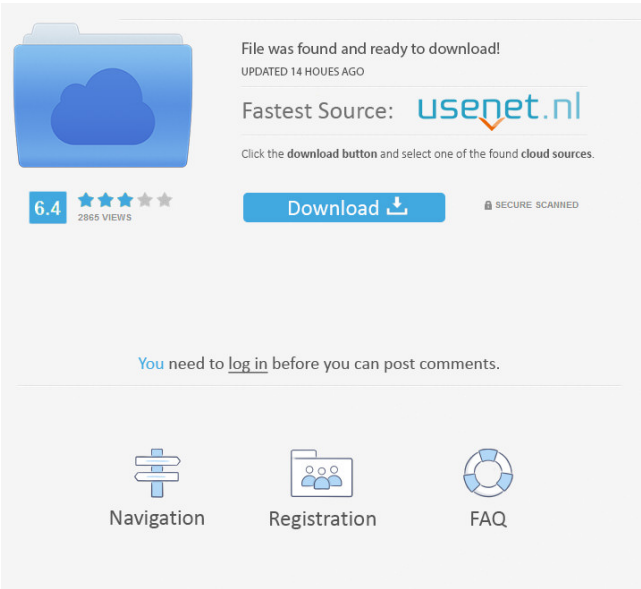 File was found and ready to download!
UPDATED 14 HOUES AGO
Fastest Source: usenet.nl
Click the download button and select one of the found cloud sources.
6.4
2865 VIEWS
Download
SECURE SCANNED
You need to log in before you can post comments.
Navigation
Registration
FAQ